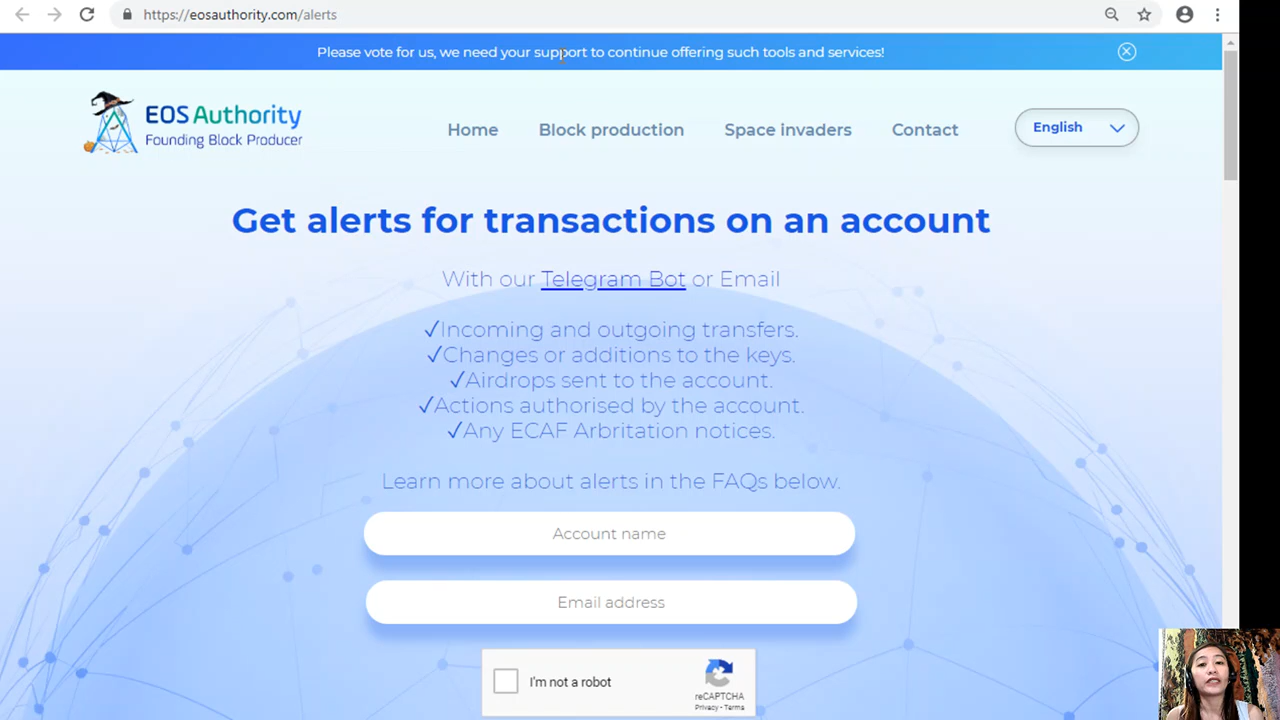 https://eosauthority.com/alerts
Please vote for us, we need your support to continue offering such tools and services!
EOS Authority
Founding Block Producer
Home
Block production
Space invaders
Contact
English
Get alerts for transactions on an account
With our Telegram Bot or Email
✓Incoming and outgoing transfers.
✓Changes or additions to the keys.
✓Airdrops sent to the account.
✓Actions authorised by the account.
✓Any ECAF Arbritation notices.
Learn more about alerts in the FAQs below.
Account name
Email address
I'm not a robot
reCAPTCHA
Privacy - Terms